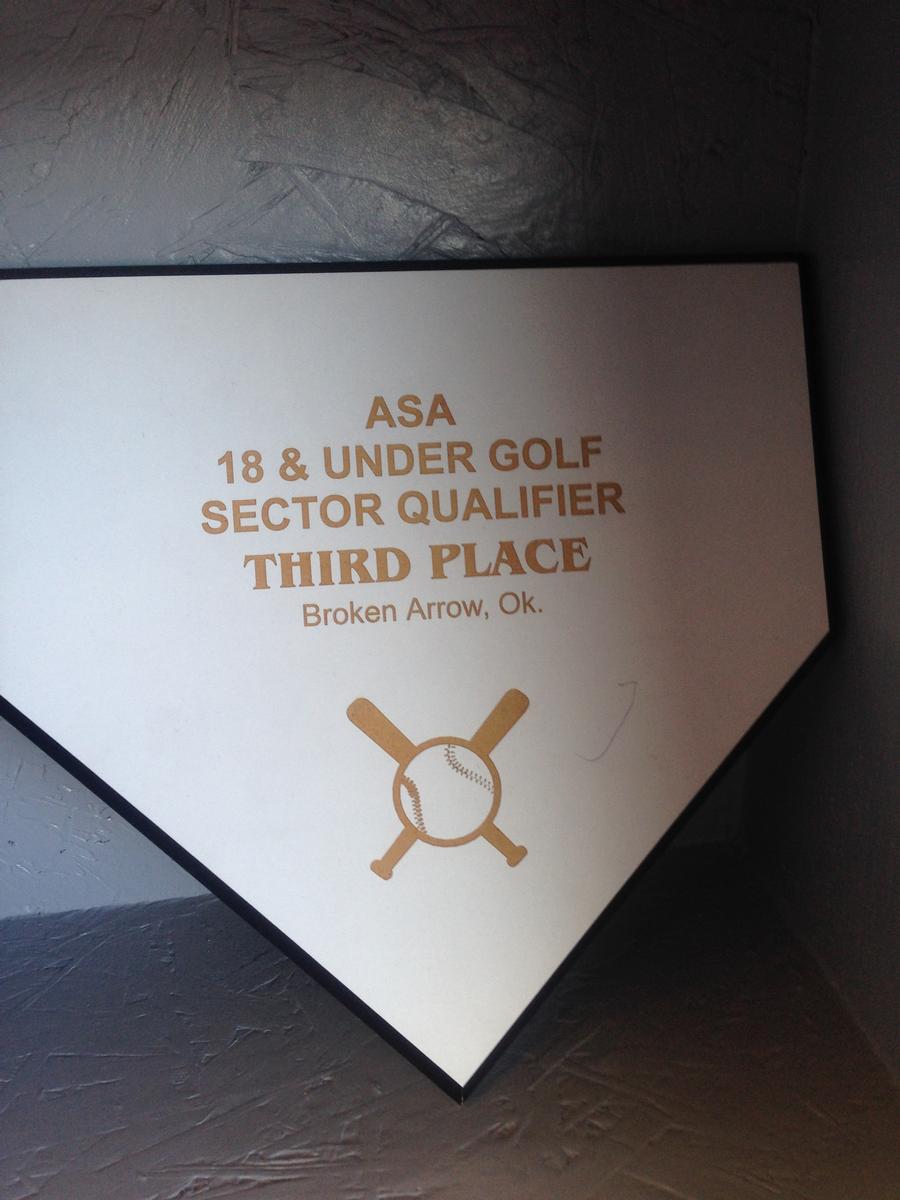 ASA
18 & UNDER GOLF
SECTOR QUALIFIER
THIRD PLACE
Broken Arrow, Ok.